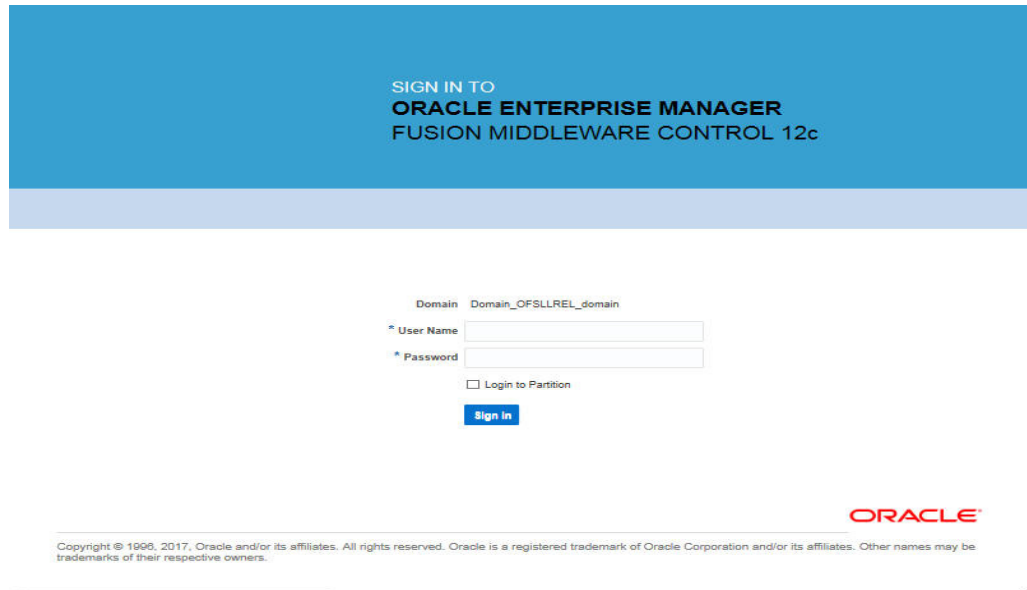 SIGN IN TO
ORACLE ENTERPRISE MANAGER
FUSION MIDDLEWARE CONTROL 12c
Domain Domain_OFSLLREL_domain
* User Name
* Password
Login to Partition
Sign In
ORACLE®
Copyright © 1996, 2017, Oracle and/or its affiliates. All rights reserved. Oracle is a registered trademark of Oracle Corporation and/or its affiliates. Other names may be
trademarks of their respective owners.